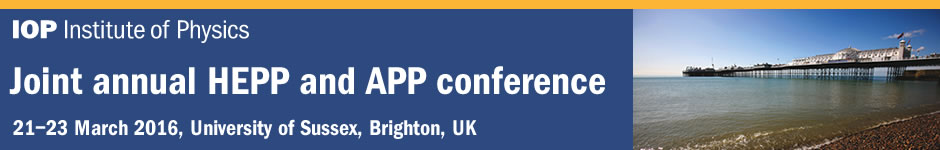 IOP Institute of Physics
Joint annual HEPP and APP conference
21–23 March 2016, University of Sussex, Brighton, UK